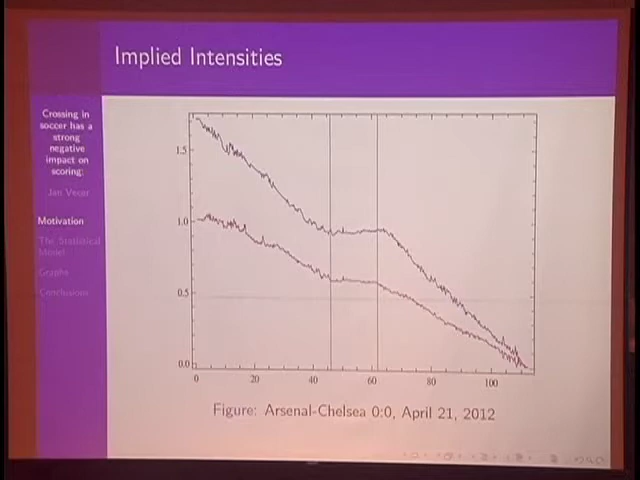 Implied Intensities
Crossing in
soccer has a
strong
negative
impact on
scoring:
Jan Vecer
Motivation
The Statistical
Model
Graphs
Conclusions
1.5
1.0
0.5
0.0
0
20
40
60
80
100
Figure: Arsenal-Chelsea 0:0, April 21, 2012